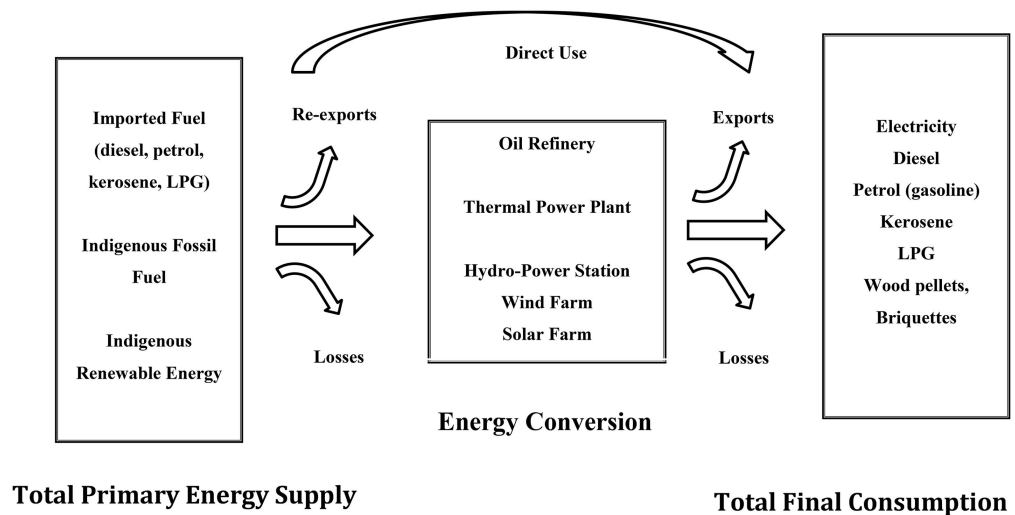 Direct Use
Imported Fuel
(diesel, petrol,
kerosene, LPG)
Indigenous Fossil
Fuel
Indigenous
Renewable Energy
Total Primary Energy Supply
Re-exports
Losses
Oil Refinery
Thermal Power Plant
Hydro-Power Station
Wind Farm
Solar Farm
Energy Conversion
Exports
Losses
Electricity
Diesel
Petrol (gasoline)
Kerosene
LPG
Wood pellets,
Briquettes
Total Final Consumption